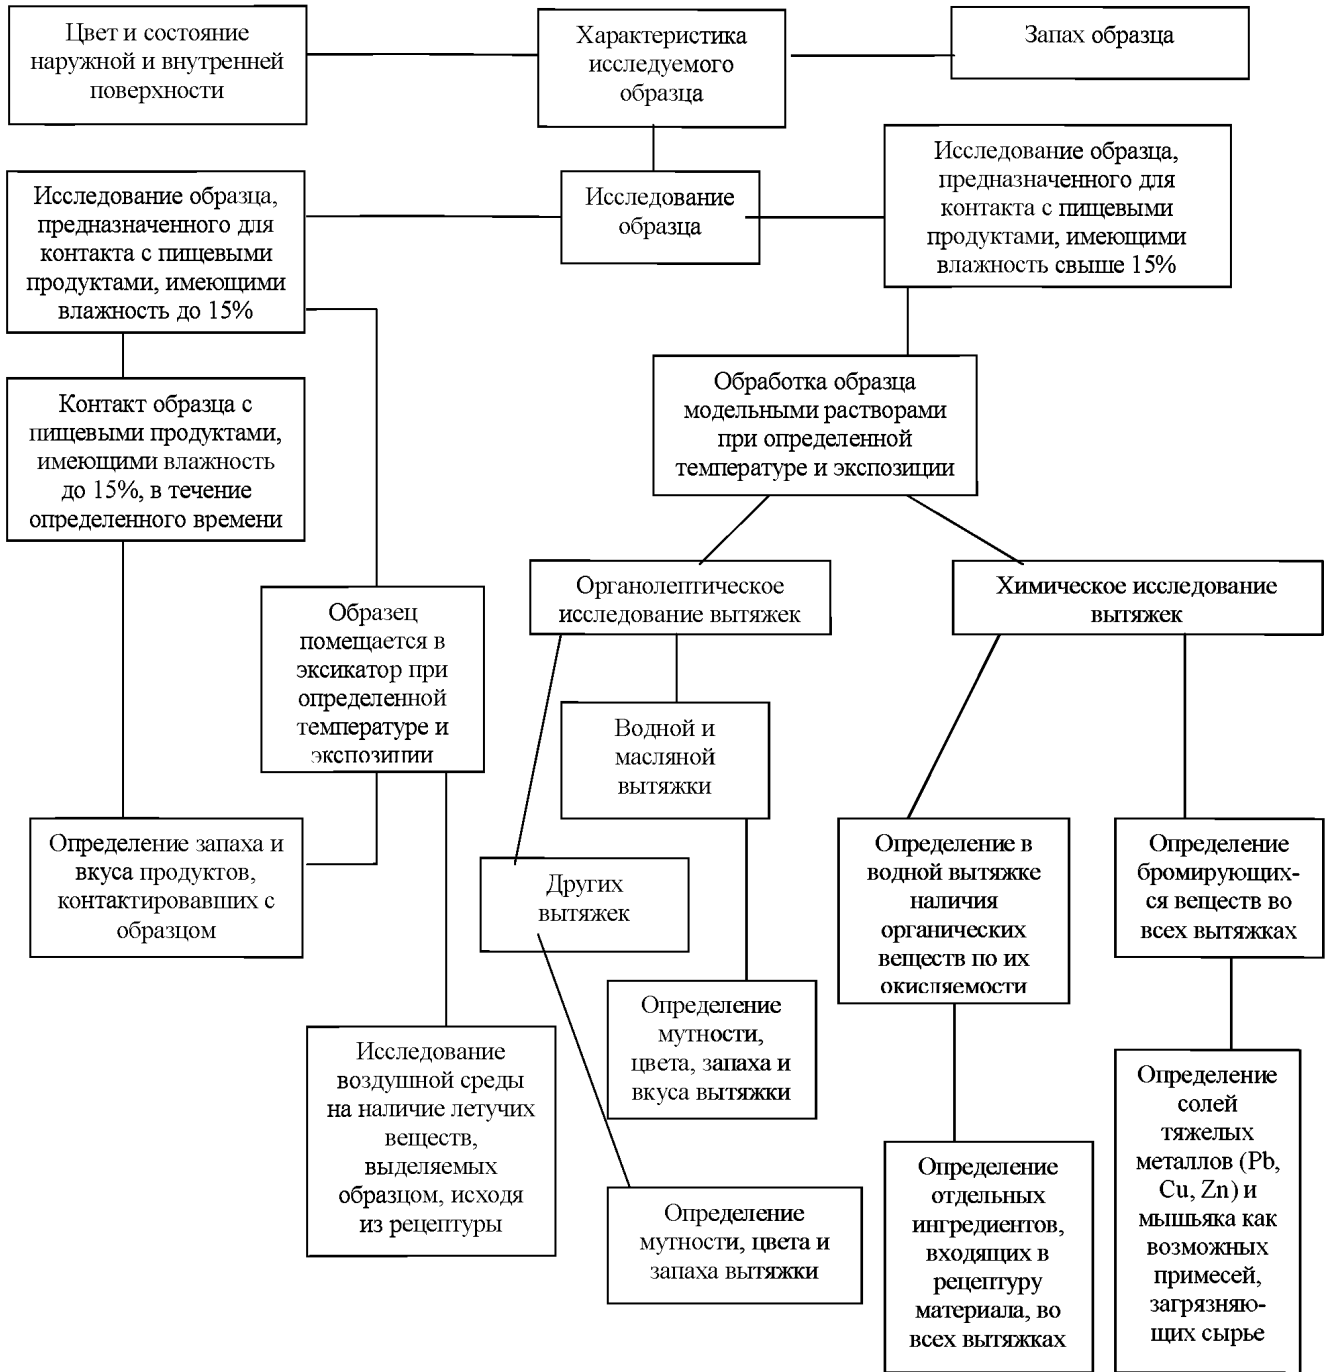 Цвет и состояние
наружной и внутренней
поверхности
Характеристика
исследуемого
образца
Запах образца
Исследование образца,
предназначенного для
контакта с пищевыми
продуктами, имеющими
влажность до 15%
Исследование
образца
Исследование образца,
предназначенного для
контакта с пищевыми
продуктами, имеющими
влажность свыше 15%
Контакт образца с
пищевыми продуктами,
имеющими влажность
до 15%, в течение
определенного времени
Обработка образца
модельными растворами
при определенной
температуре и экспозиции
Образец
помещается в
эксикатор при
определенной
температуре и
экспозиции
Органолептическое
исследование вытяжек
Химическое исследование
вытяжек
Водной и
масляной
вытяжки
Определение запаха и
вкуса продуктов,
контактировавших с
образцом
Других
вытяжек
Определение в
водной вытяжке
наличия
органических
веществ по их
окисляемости
Определение
бромирующих-
ся веществ во
всех вытяжках
Исследование
воздушной среды
на наличие летучих
веществ,
выделяемых
образцом, исходя
из рецептуры
Определение
мутности,
цвета, запаха и
вкуса вытяжки
Определение
мутности, цвета и
запаха вытяжки
Определение
отдельных
ингредиентов,
входящих в
рецептуру
материала, во
всех вытяжках
Определение
солей
тяжелых
металлов (Pb,
Cu, Zn) и
мышьяка как
возможных
примесей,
загрязняю-
щих сырье